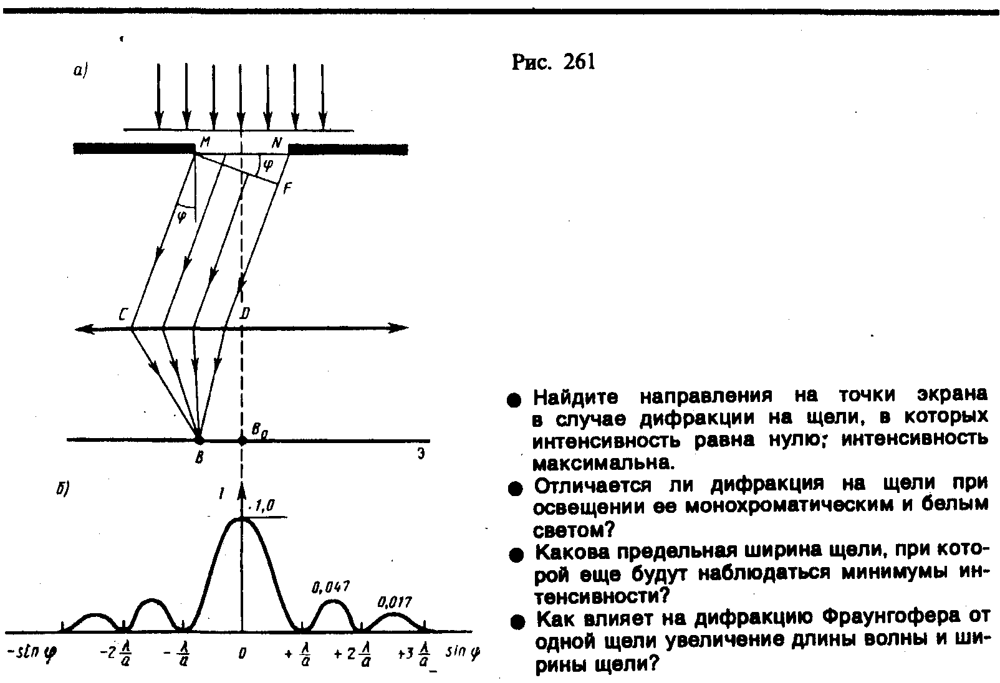 Рис. 261
а)
M
N
φ
F
φ
C
D
B₀
B
Э
б)
I
1,0
0,047
0,017
-sin φ
-2 λ/a
- λ/a
0
+ λ/a
+ 2 λ/a
+3 λ/a
sin φ
● Найдите направления на точки экрана
в случае дифракции на щели, в которых
интенсивность равна нулю; интенсивность
максимальна.
● Отличается ли дифракция на щели при
освещении ее монохроматическим и белым
светом?
● Какова предельная ширина щели, при кото-
рой еще будут наблюдаться минимумы ин-
тенсивности?
● Как влияет на дифракцию Фраунгофера от
одной щели увеличение длины волны и ши-
рины щели?